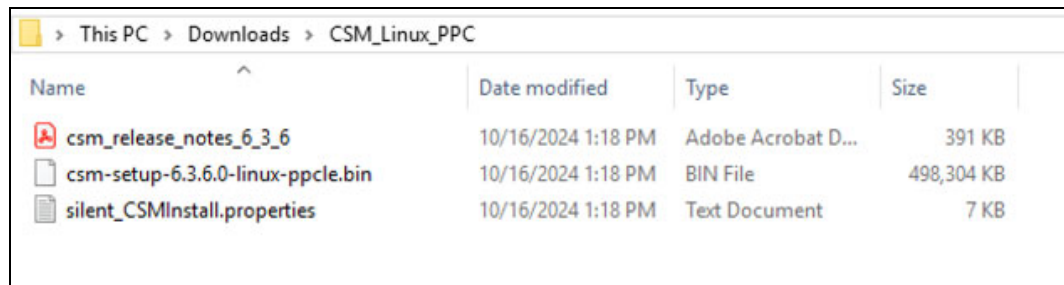 > This PC > Downloads > CSM_Linux_PPC
Name Date modified Type Size
csm_release_notes_6_3_6 10/16/2024 1:18 PM Adobe Acrobat D... 391 KB
csm-setup-6.3.6.0-linux-ppcle.bin 10/16/2024 1:18 PM BIN File 498,304 KB
silent_CSMInstall.properties 10/16/2024 1:18 PM Text Document 7 KB